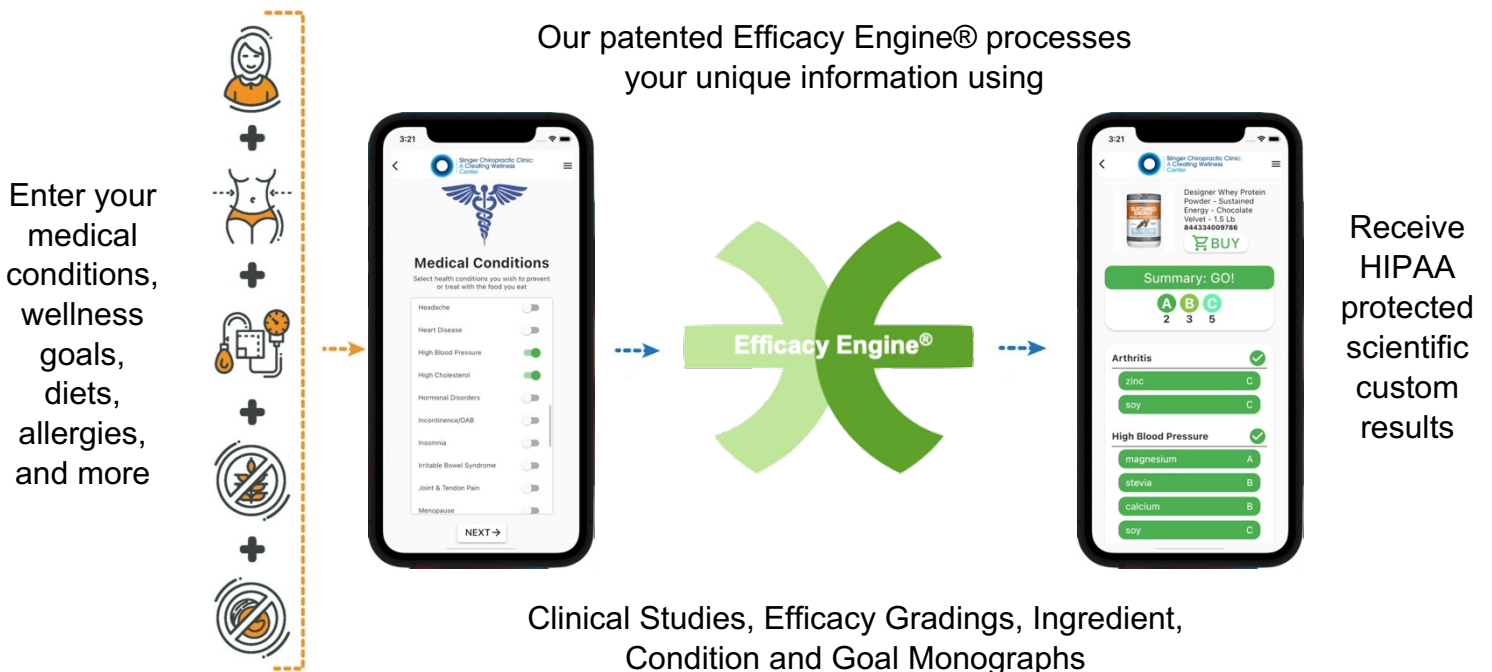 Enter your
medical
conditions,
wellness
goals,
diets,
allergies,
and more
Our patented Efficacy Engine® processes
your unique information using
3:21
Slinger Chiropractic Clinic:
A Creating Wellness
Center
Medical Conditions
Select health conditions you wish to prevent
or treat with the food you eat
Headache
Heart Disease
High Blood Pressure
High Cholesterol
Hormonal Disorders
Incontinence/OAB
Insomnia
Irritable Bowel Syndrome
Joint & Tendon Pain
Menopause
NEXT→
Efficacy Engine®
3:21
Slinger Chiropractic Clinic:
A Creating Wellness
Center
SUSTAINED
ENERGY
Designer Whey Protein
Powder - Sustained
Energy - Chocolate
Velvet - 1.5 Lb
844334009786
BUY
Summary: GO!
A B C
2 3 5
Arthritis
zinc C
soy C
High Blood Pressure
magnesium A
stevia B
calcium B
soy C
Clinical Studies, Efficacy Gradings, Ingredient,
Condition and Goal Monographs
Receive
HIPAA
protected
scientific
custom
results